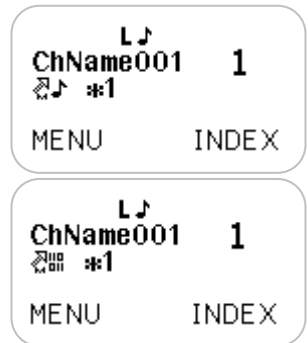 L♪
ChName001 1
♪ *1
MENU INDEX
L♪
ChName001 1
*1
MENU INDEX